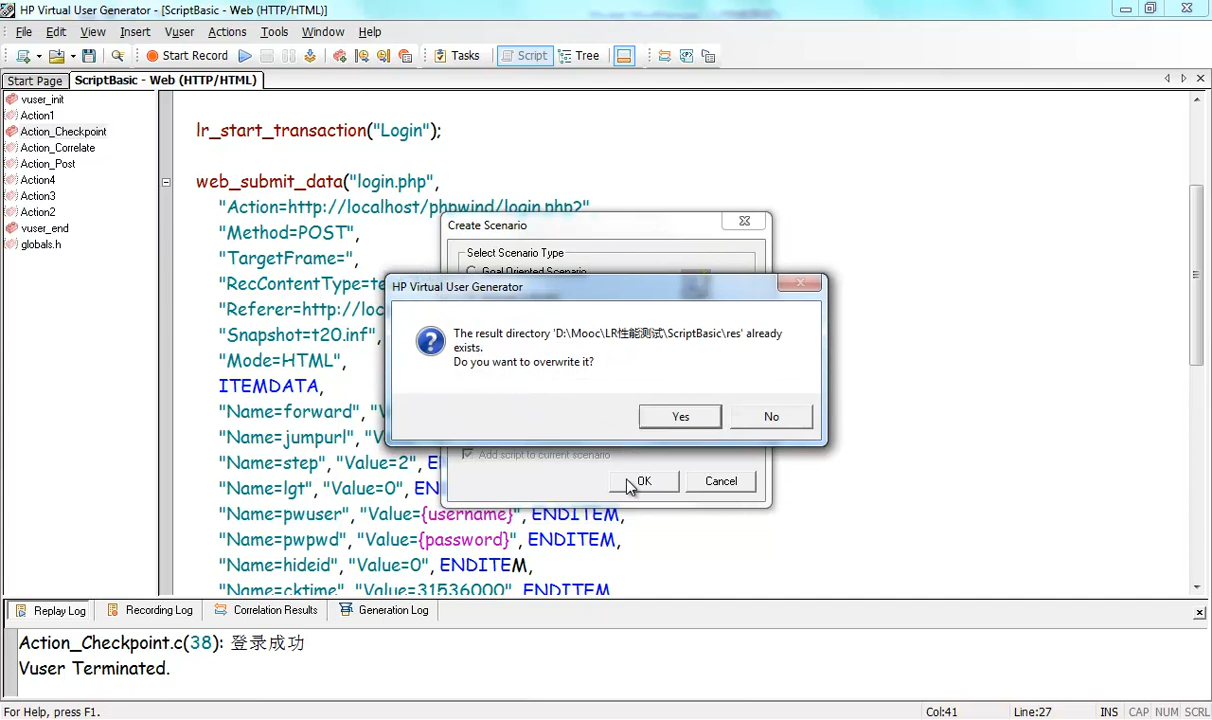 HP Virtual User Generator - [ScriptBasic - Web (HTTP/HTML)]
File Edit View Insert Vuser Actions Tools Window Help
Start Record Tasks Script Tree
Start Page ScriptBasic - Web (HTTP/HTML)
vuser_init
Action1
Action_Checkpoint
Action_Correlate
Action_Post
Action4
Action3
Action2
vuser_end
globals.h
lr_start_transaction("Login");
web_submit_data("login.php",
"Action=http://localhost/phpwind/login.php?"
"Method=POST",
"TargetFrame=",
"RecContentType=te
"Referer=http://loc
"Snapshot=t20.inf"
"Mode=HTML",
ITEMDATA,
"Name=forward", "V
"Name=jumpurl", "V
"Name=step", "Value=2", E
"Name=lgt", "Value=0", EN
"Name=pwuser", "Value={username}", ENDITEM,
"Name=pwpwd", "Value={password}", ENDITEM,
"Name=hideid", "Value=0", ENDITEM,
"Name=cktime", "Value=31536000" ENDITEM
Create Scenario
Select Scenario Type
Goal Oriented Scenario
HP Virtual User Generator
The result directory 'D:\Mooc\LR性能测试\ScriptBasic\res' already
exists.
Do you want to overwrite it?
Yes No
Add script to current scenario
OK Cancel
Replay Log Recording Log Correlation Results Generation Log
Action_Checkpoint.c(38): 登录成功
Vuser Terminated.
For Help, press F1. Col:41 Line:27 INS CAP NUM SCRL